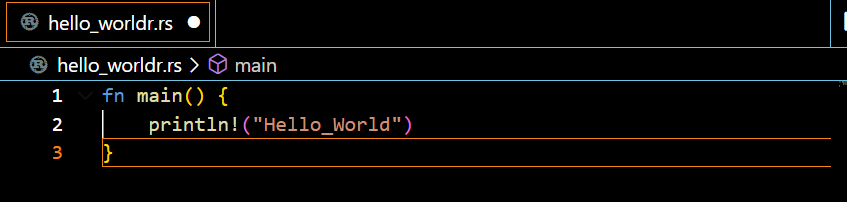 hello_worldr.rs
hello_worldr.rs > main
1 fn main() {
2 println!("Hello_World")
3 }